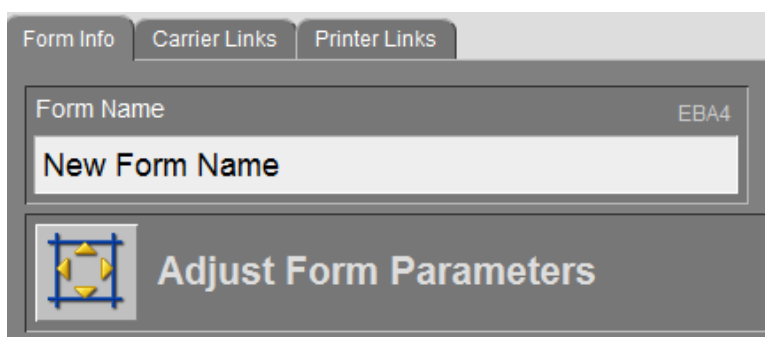 Form Info Carrier Links Printer Links
Form Name EBA4
New Form Name
Adjust Form Parameters